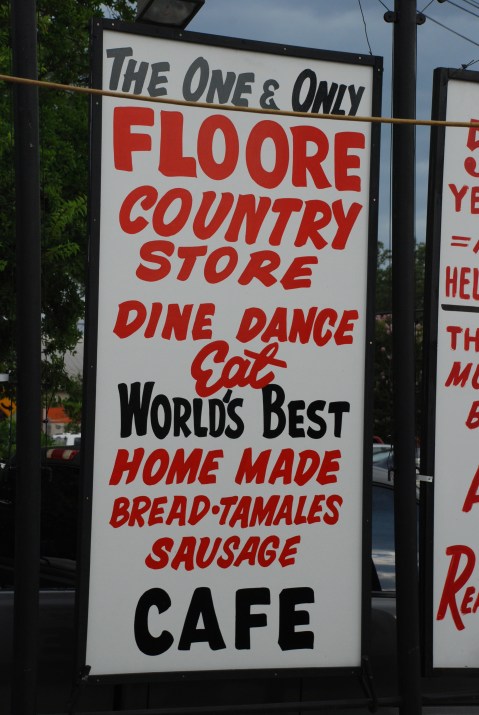 THE ONE & ONLY
FLOORE
COUNTRY
STORE
DINE DANCE
Eat
WORLD'S BEST
HOME MADE
BREAD·TAMALES
SAUSAGE
CAFE